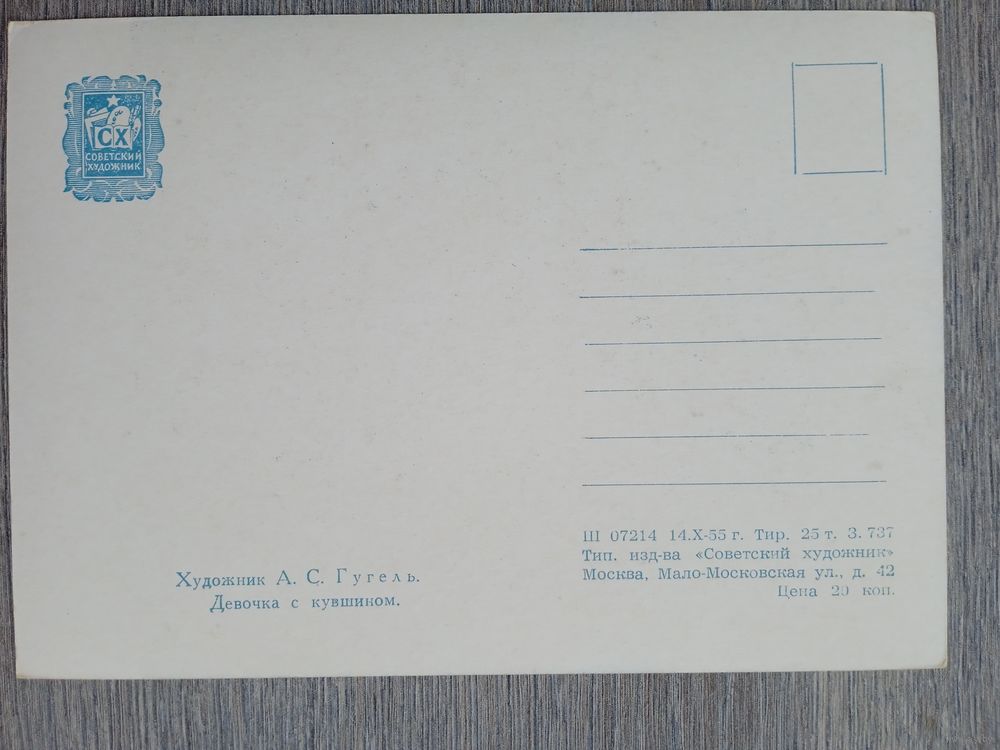 СХ
СОВЕТСКИЙ
ХУДОЖНИК
Художник А. С. Гугель.
Девочка с кувшином.
Ш 07214 14.X-55 г. Тир. 25 т. З. 737
Тип. изд-ва «Советский художник»
Москва, Мало-Московская ул., д. 42
Цена 20 коп.